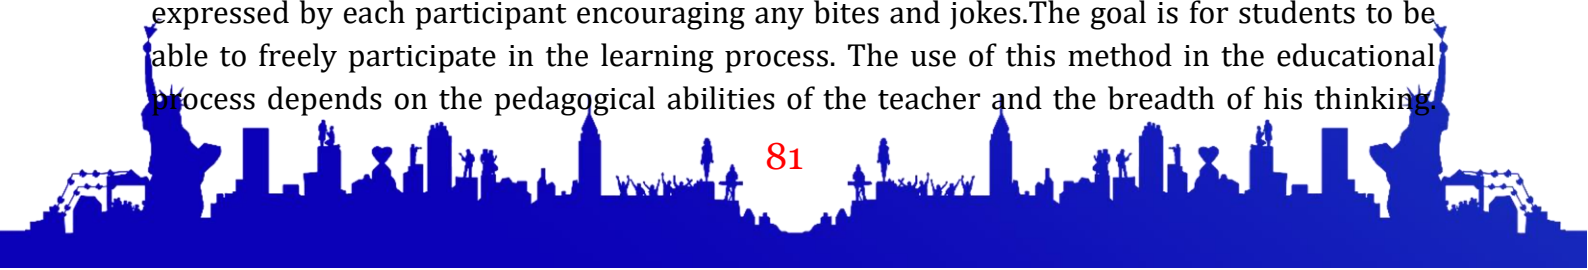 expressed by each participant encouraging any bites and jokes.The goal is for students to be
able to freely participate in the learning process. The use of this method in the educational
process depends on the pedagogical abilities of the teacher and the breadth of his thinking.
81